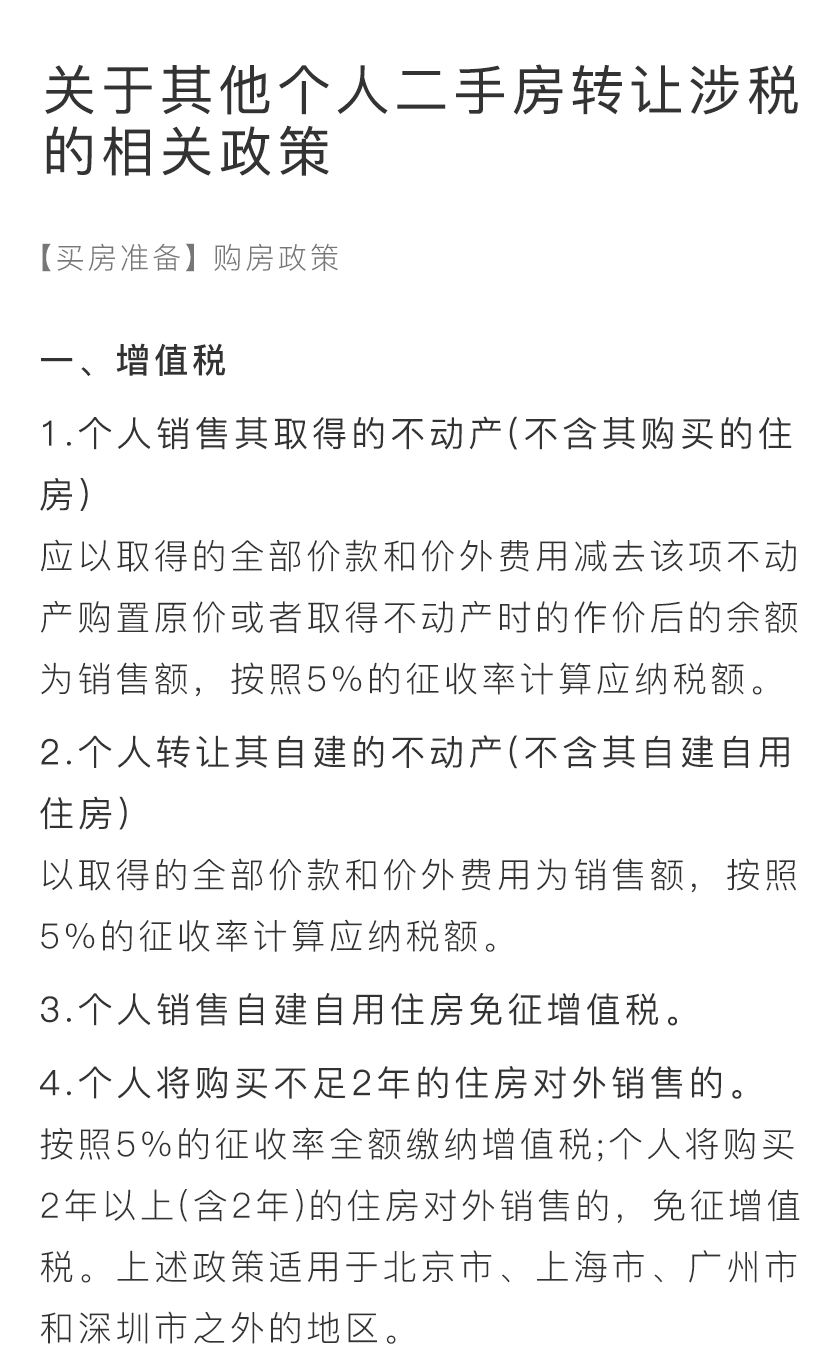 关于其他个人二手房转让涉税
的相关政策
【买房准备】购房政策
一、增值税
1.个人销售其取得的不动产(不含其购买的住
房)
应以取得的全部价款和价外费用减去该项不动
产购置原价或者取得不动产时的作价后的余额
为销售额，按照5%的征收率计算应纳税额。
2.个人转让其自建的不动产(不含其自建自用
住房)
以取得的全部价款和价外费用为销售额，按照
5%的征收率计算应纳税额。
3.个人销售自建自用住房免征增值税。
4.个人将购买不足2年的住房对外销售的。
按照5%的征收率全额缴纳增值税;个人将购买
2年以上(含2年)的住房对外销售的，免征增值
税。上述政策适用于北京市、上海市、广州市
和深圳市之外的地区。